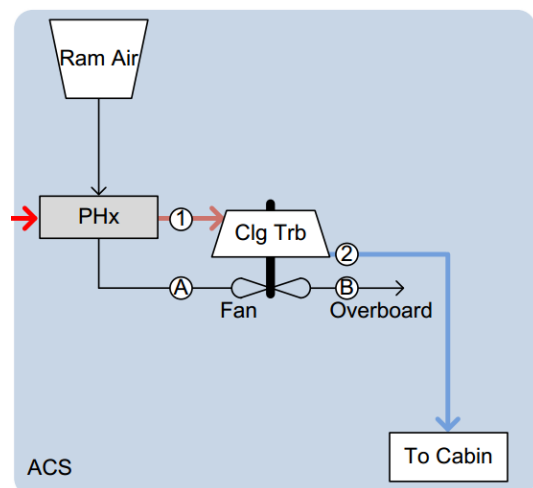 Ram Air
PHx
1
Clg Trb
2
A
B
Fan
Overboard
To Cabin
ACS